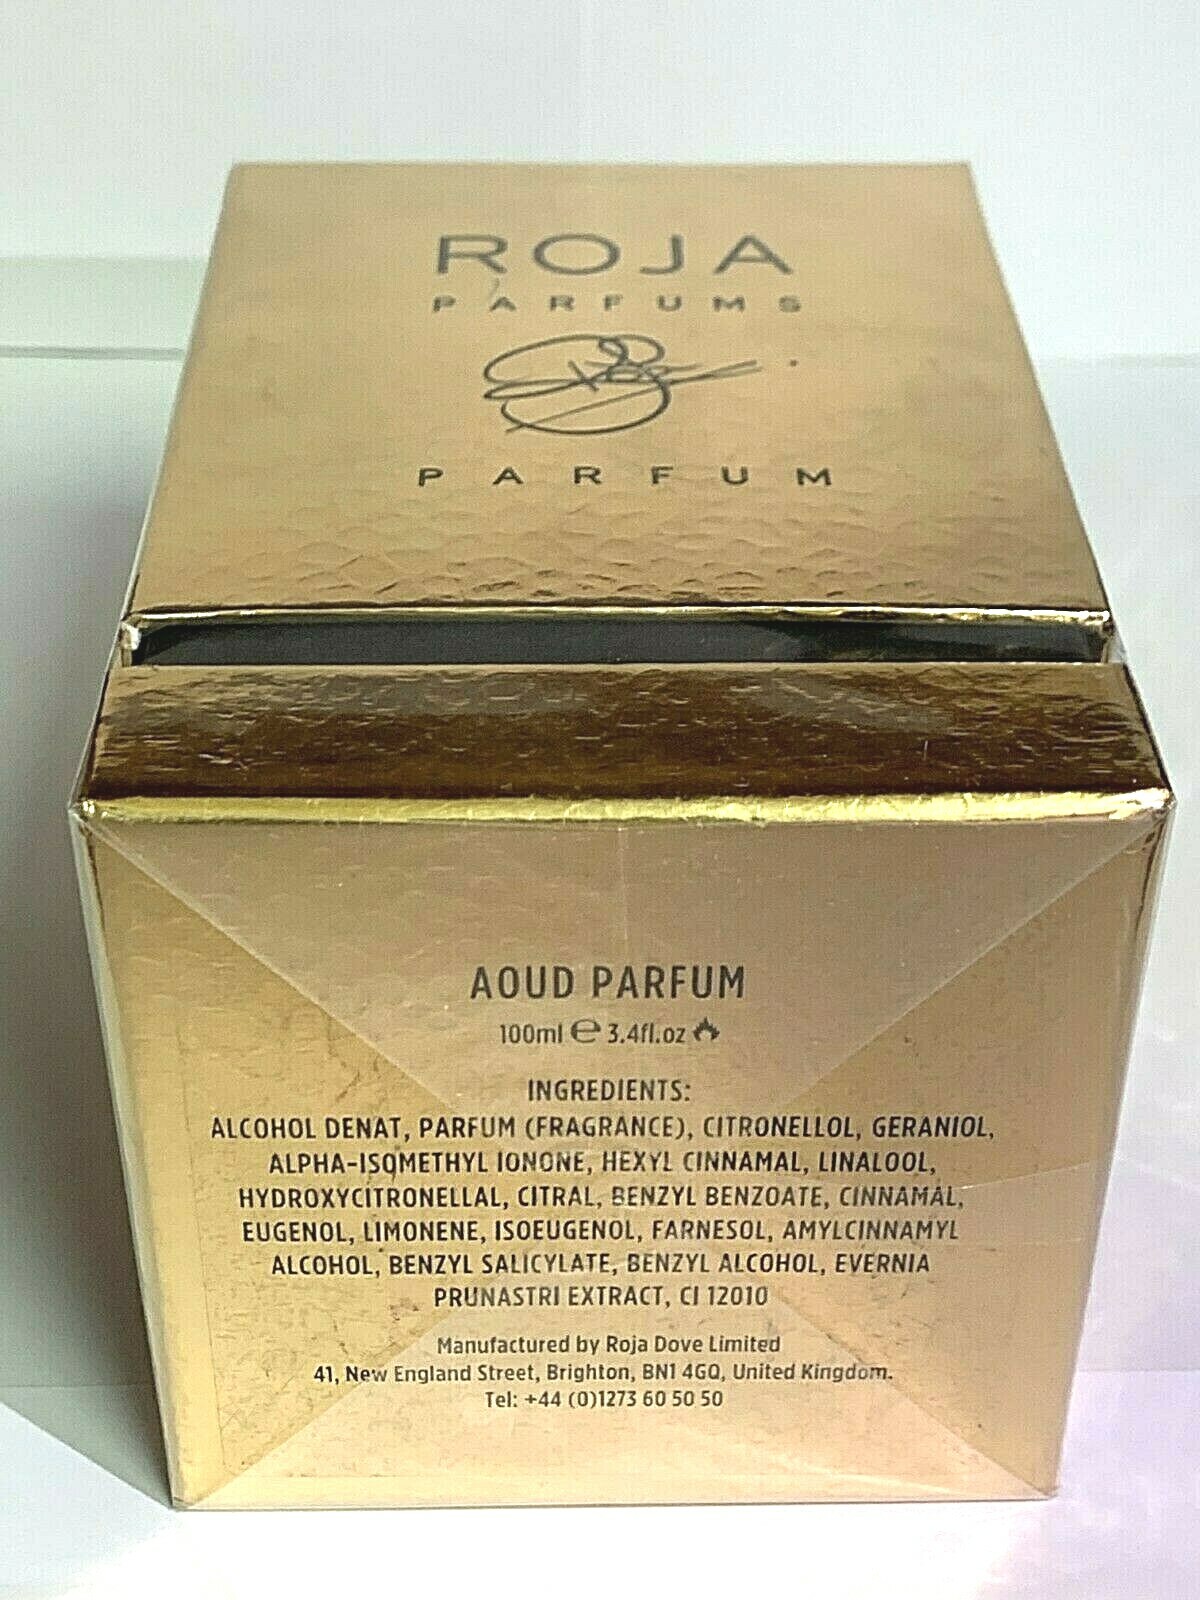 ROJA
PARFUMS
PARFUM
AOUD PARFUM
100ml ℮ 3.4fl.oz
INGREDIENTS:
ALCOHOL DENAT, PARFUM (FRAGRANCE), CITRONELLOL, GERANIOL,
ALPHA-ISOMETHYL IONONE, HEXYL CINNAMAL, LINALOOL,
HYDROXYCITRONELLAL, CITRAL, BENZYL BENZOATE, CINNAMAL,
EUGENOL, LIMONENE, ISOEUGENOL, FARNESOL, AMYLCINNAMYL
ALCOHOL, BENZYL SALICYLATE, BENZYL ALCOHOL, EVERNIA
PRUNASTRI EXTRACT, CI 12010
Manufactured by Roja Dove Limited
41, New England Street, Brighton, BN1 4GQ, United Kingdom.
Tel: +44 (0)1273 60 50 50